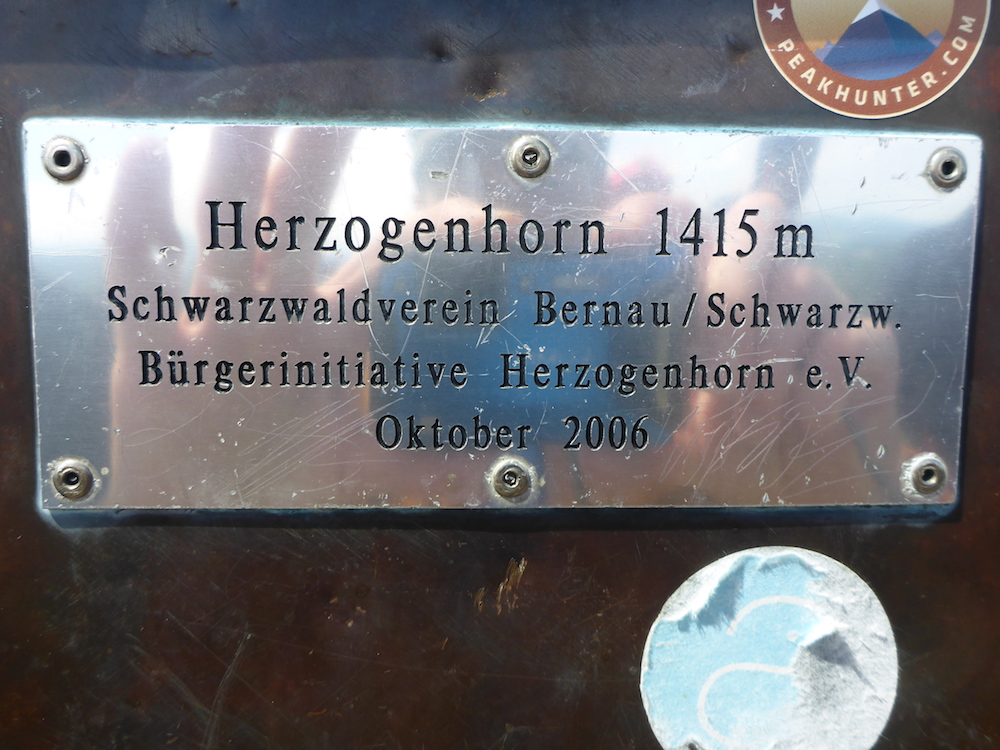 PEAKHUNTER.COM
Herzogenhorn 1415 m
Schwarzwaldverein Bernau / Schwarzw.
Bürgerinitiative Herzogenhorn e.V.
Oktober 2006